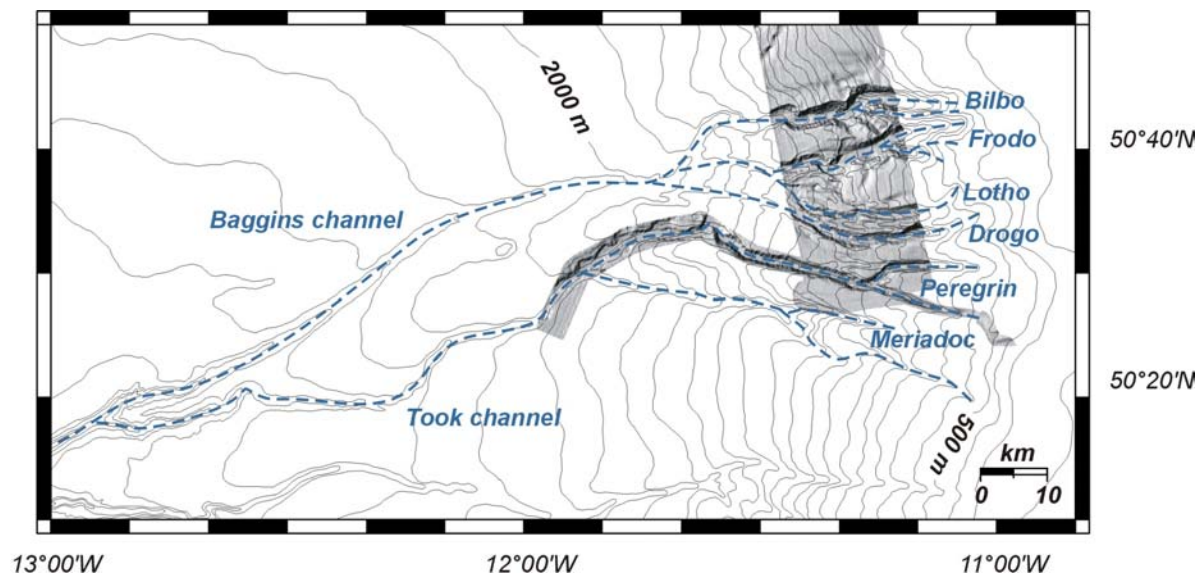 2000 m
Bilbo
50°40'N
Frodo
Lotho
Baggins channel
Drogo
Peregrin
Meriadoc
50°20'N
Took channel
500 m
km
0 10
13°00'W 12°00'W 11°00'W